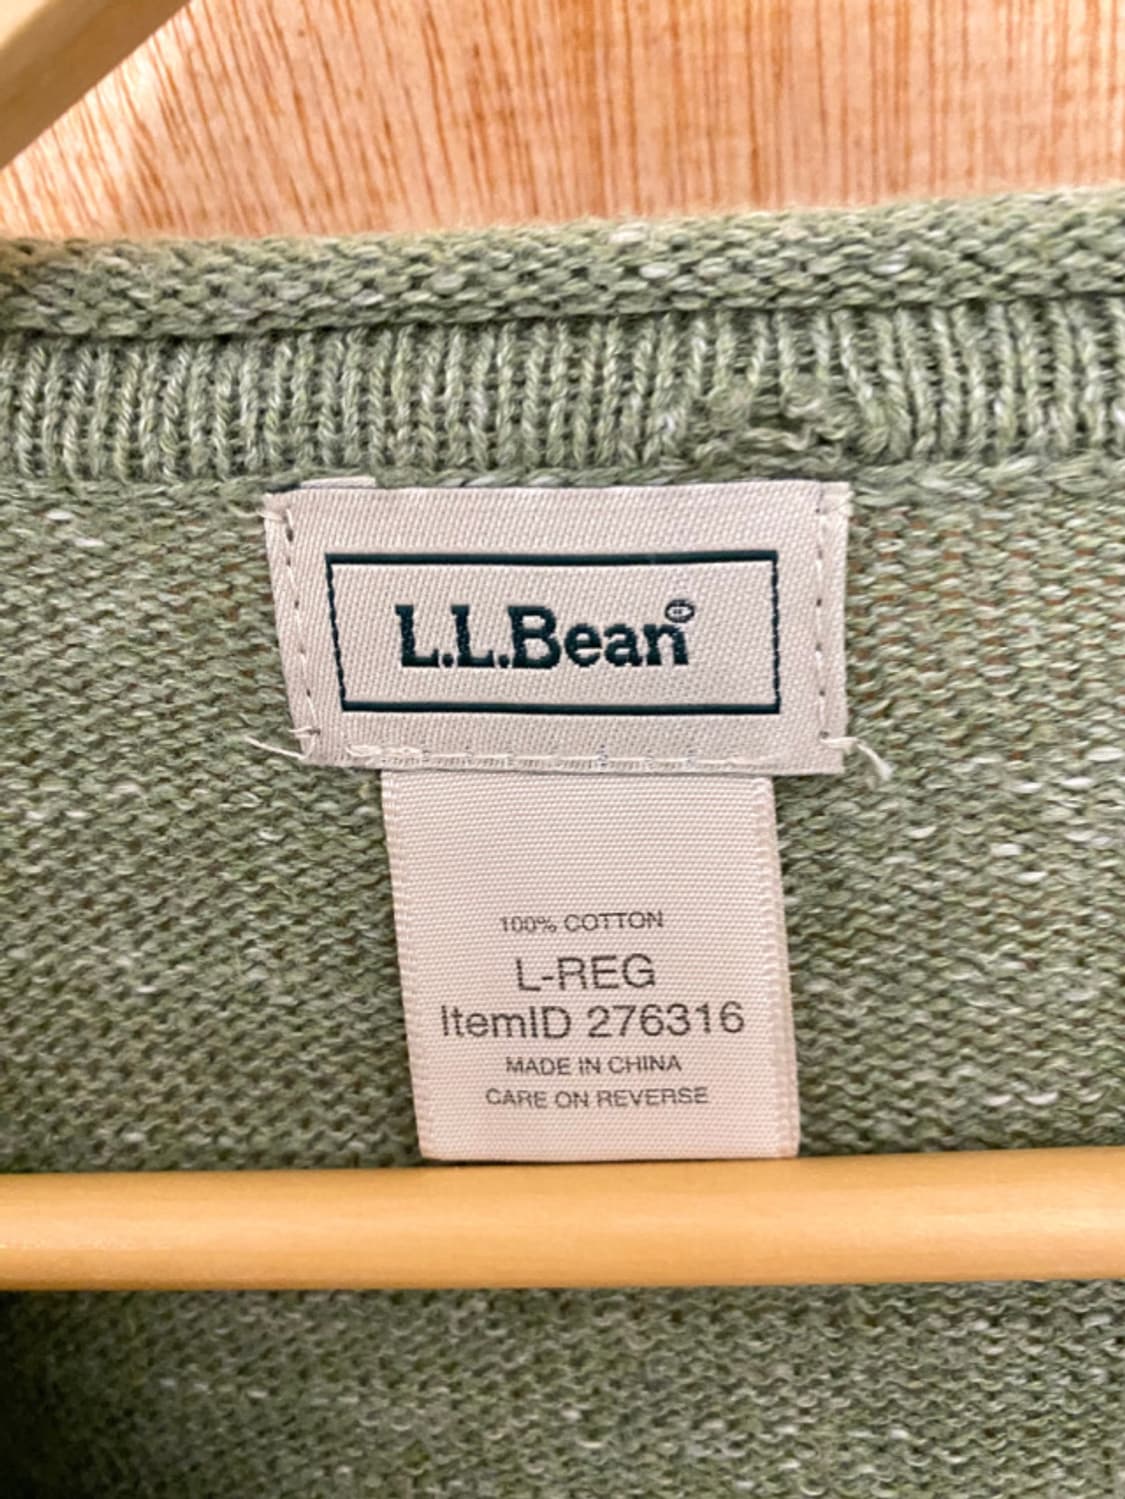 L.L.Bean®
100% COTTON
L-REG
ItemID 276316
MADE IN CHINA
CARE ON REVERSE